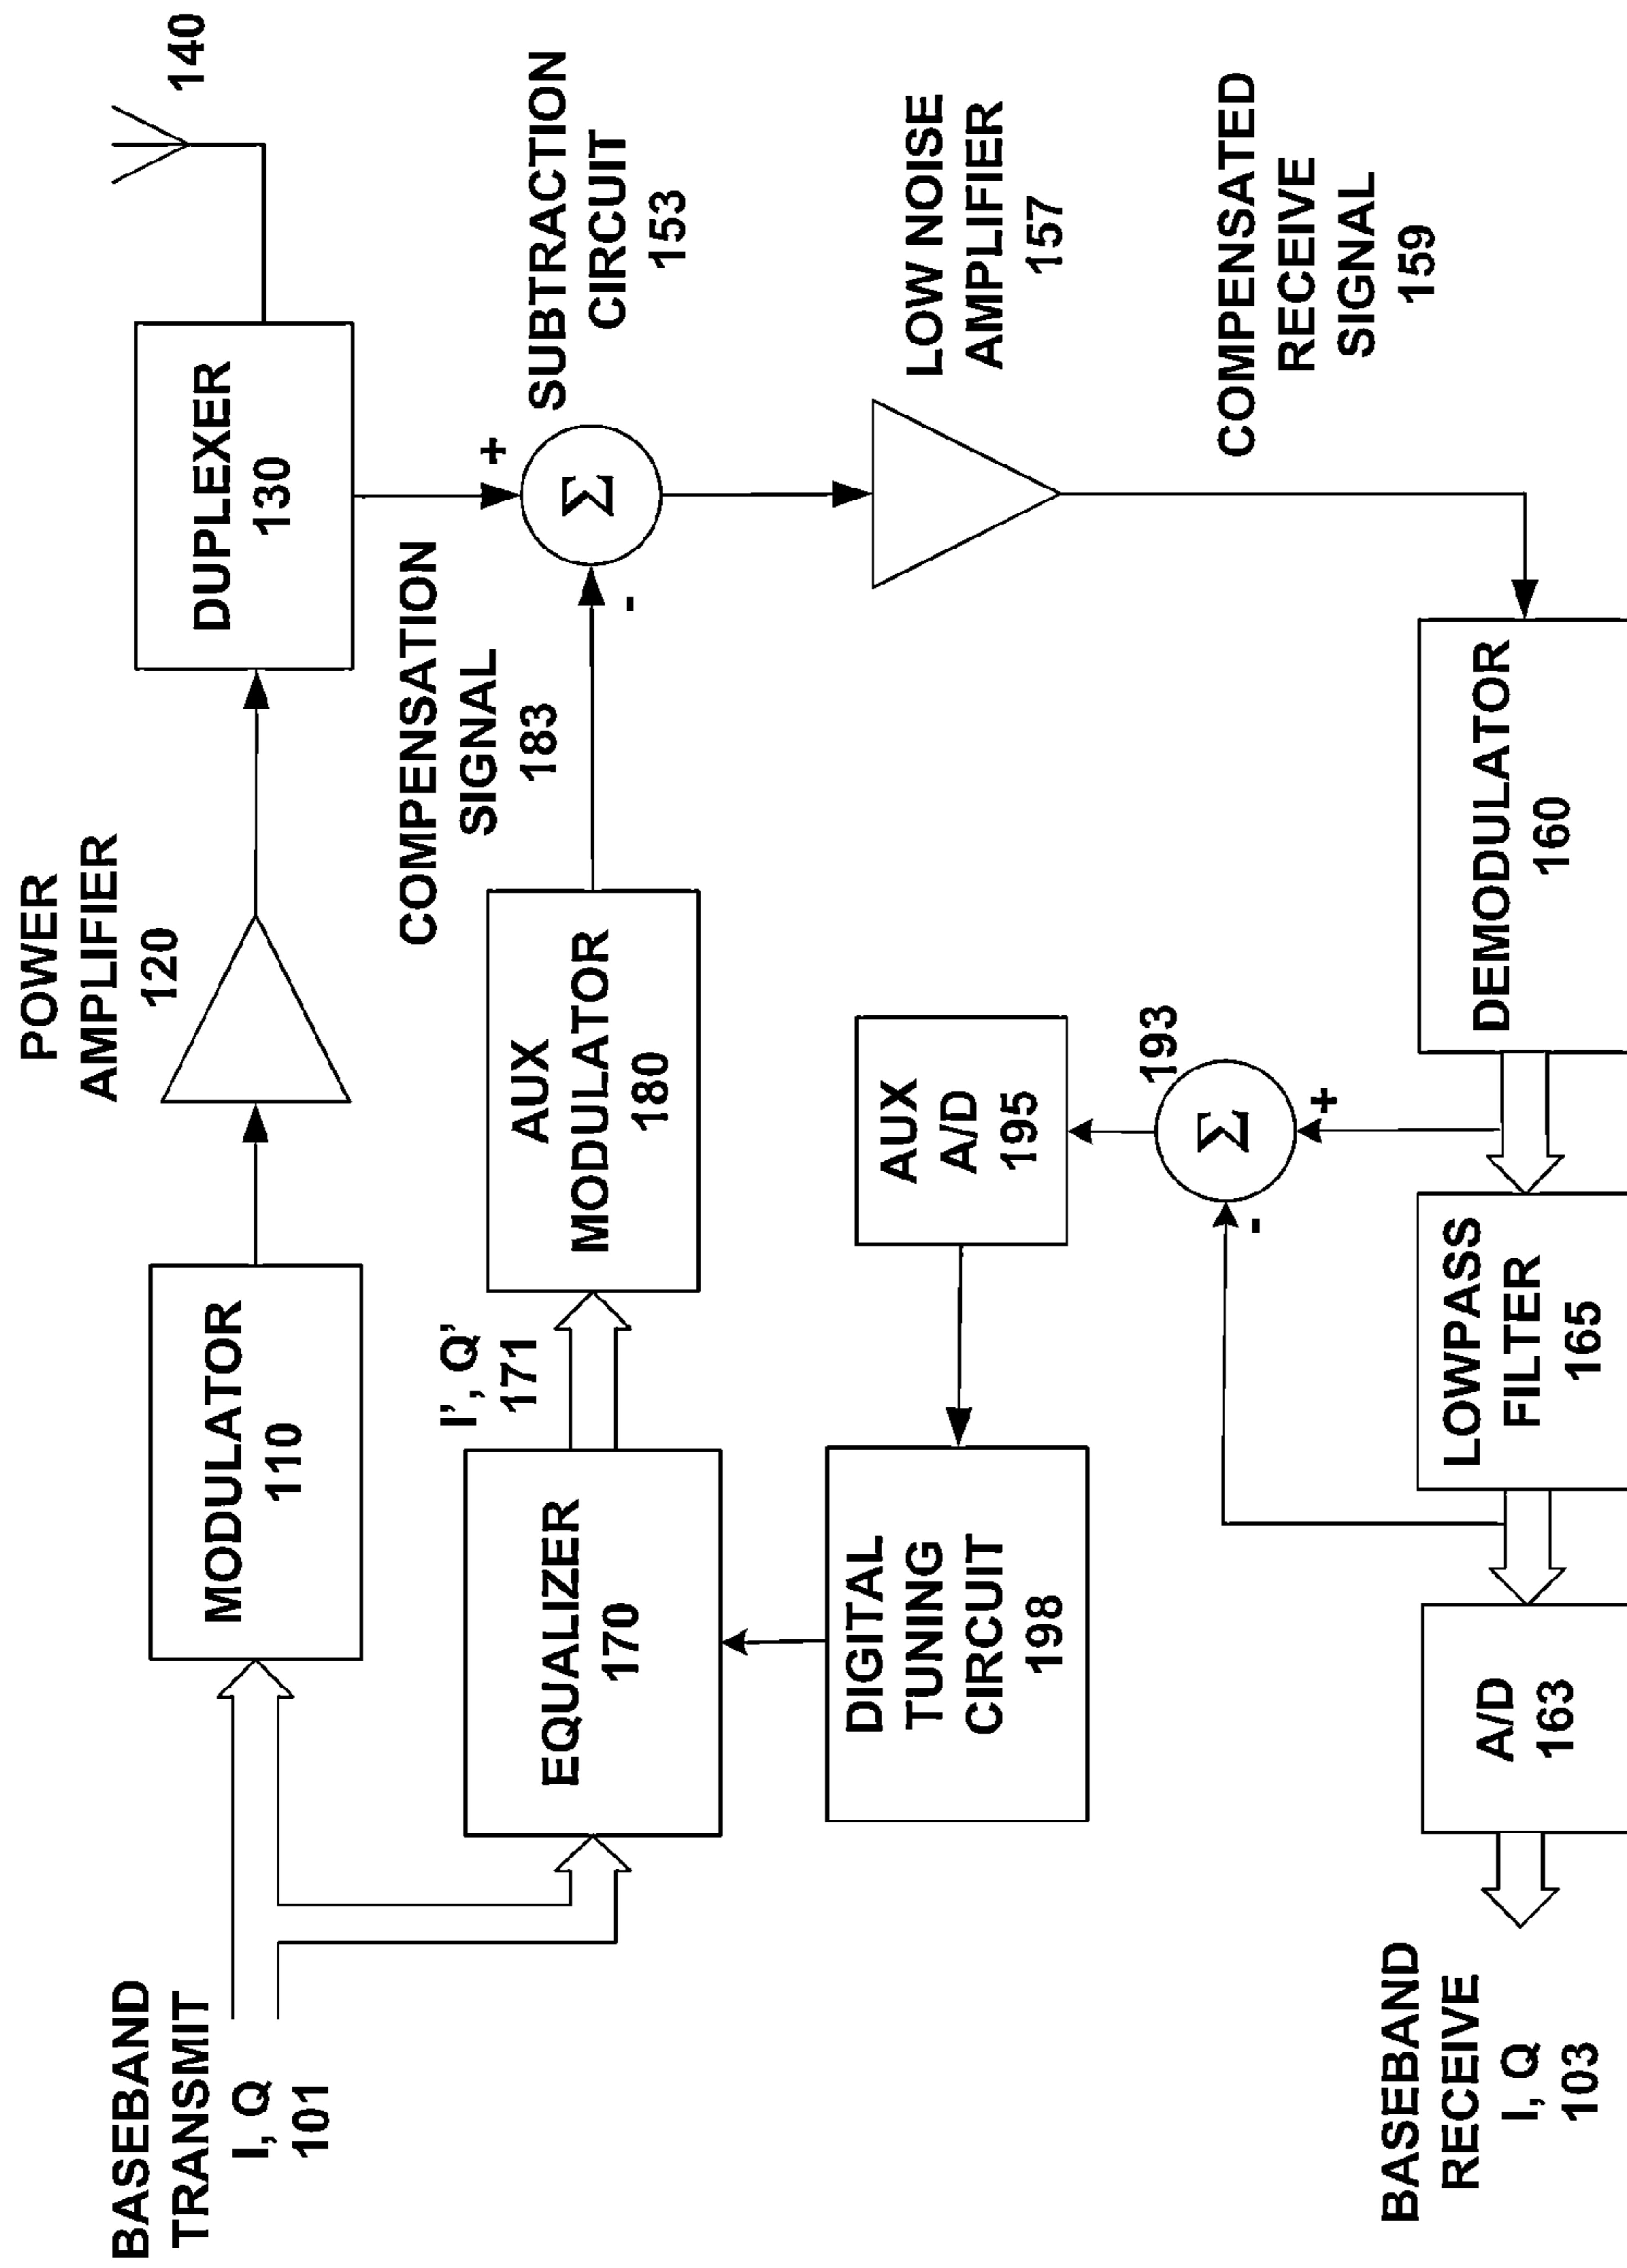 BASEBAND
TRANSMIT
I, Q
101
MODULATOR
110
POWER
AMPLIFIER
120
DUPLEXER
130
140
EQUALIZER
170
I', Q'
171
AUX
MODULATOR
180
COMPENSATION
SIGNAL
183
+
-
Σ
SUBTRACTION
CIRCUIT
153
DIGITAL
TUNING
CIRCUIT
198
AUX
A/D
195
193
Σ
+
-
LOW NOISE
AMPLIFIER
157
COMPENSATED
RECEIVE
SIGNAL
159
BASEBAND
RECEIVE
I, Q
103
A/D
163
LOWPASS
FILTER
165
DEMODULATOR
160